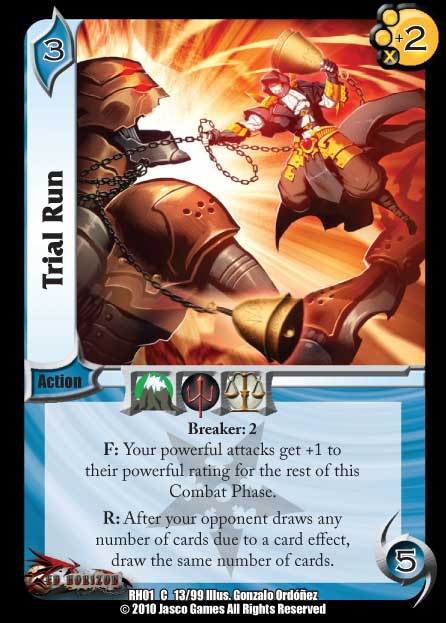 3
+2
X
Trial Run
Action
Breaker: 2
F: Your powerful attacks get +1 to
their powerful rating for the rest of this
Combat Phase.
R: After your opponent draws any
number of cards due to a card effect,
draw the same number of cards.
5
RED HORIZON
RH01 C 13/99 Illus. Gonzalo Ordóñez
© 2010 Jasco Games All Rights Reserved